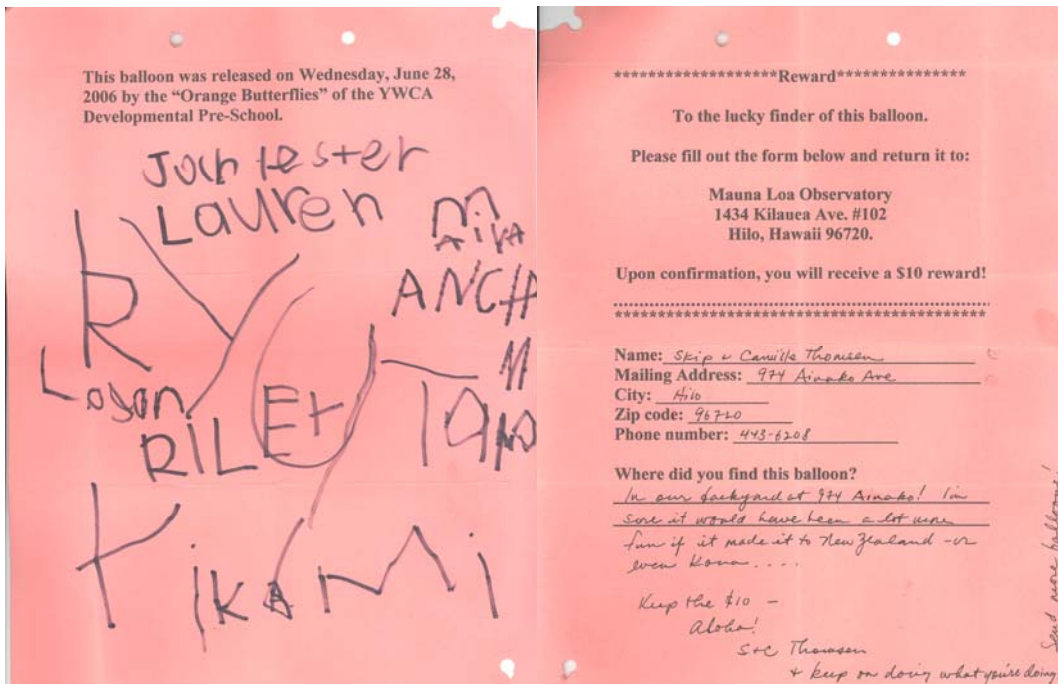 This balloon was released on Wednesday, June 28,
2006 by the “Orange Butterflies” of the YWCA
Developmental Pre-School.
Lester
Lauren
RY
ANCH
Logan
RILEY
*******************Reward***************
To the lucky finder of this balloon.
Please fill out the form below and return it to:
Mauna Loa Observatory
1434 Kilauea Ave. #102
Hilo, Hawaii 96720.
Upon confirmation, you will receive a $10 reward!
*******************************************
Name: Skip + Camille Thomsen
Mailing Address: 974 Ainako Ave
City: Hilo
Zip code: 96720
Phone number: 443-6208
Where did you find this balloon?
In our backyard at 974 Ainako! I'm
sure it would have been a lot more
fun if it made it to New Zealand - or
even Kona . . . .
Keep the $10 -
Aloha!
S+C Thomsen
+ keep on doing what you're doing
Send more balloons!